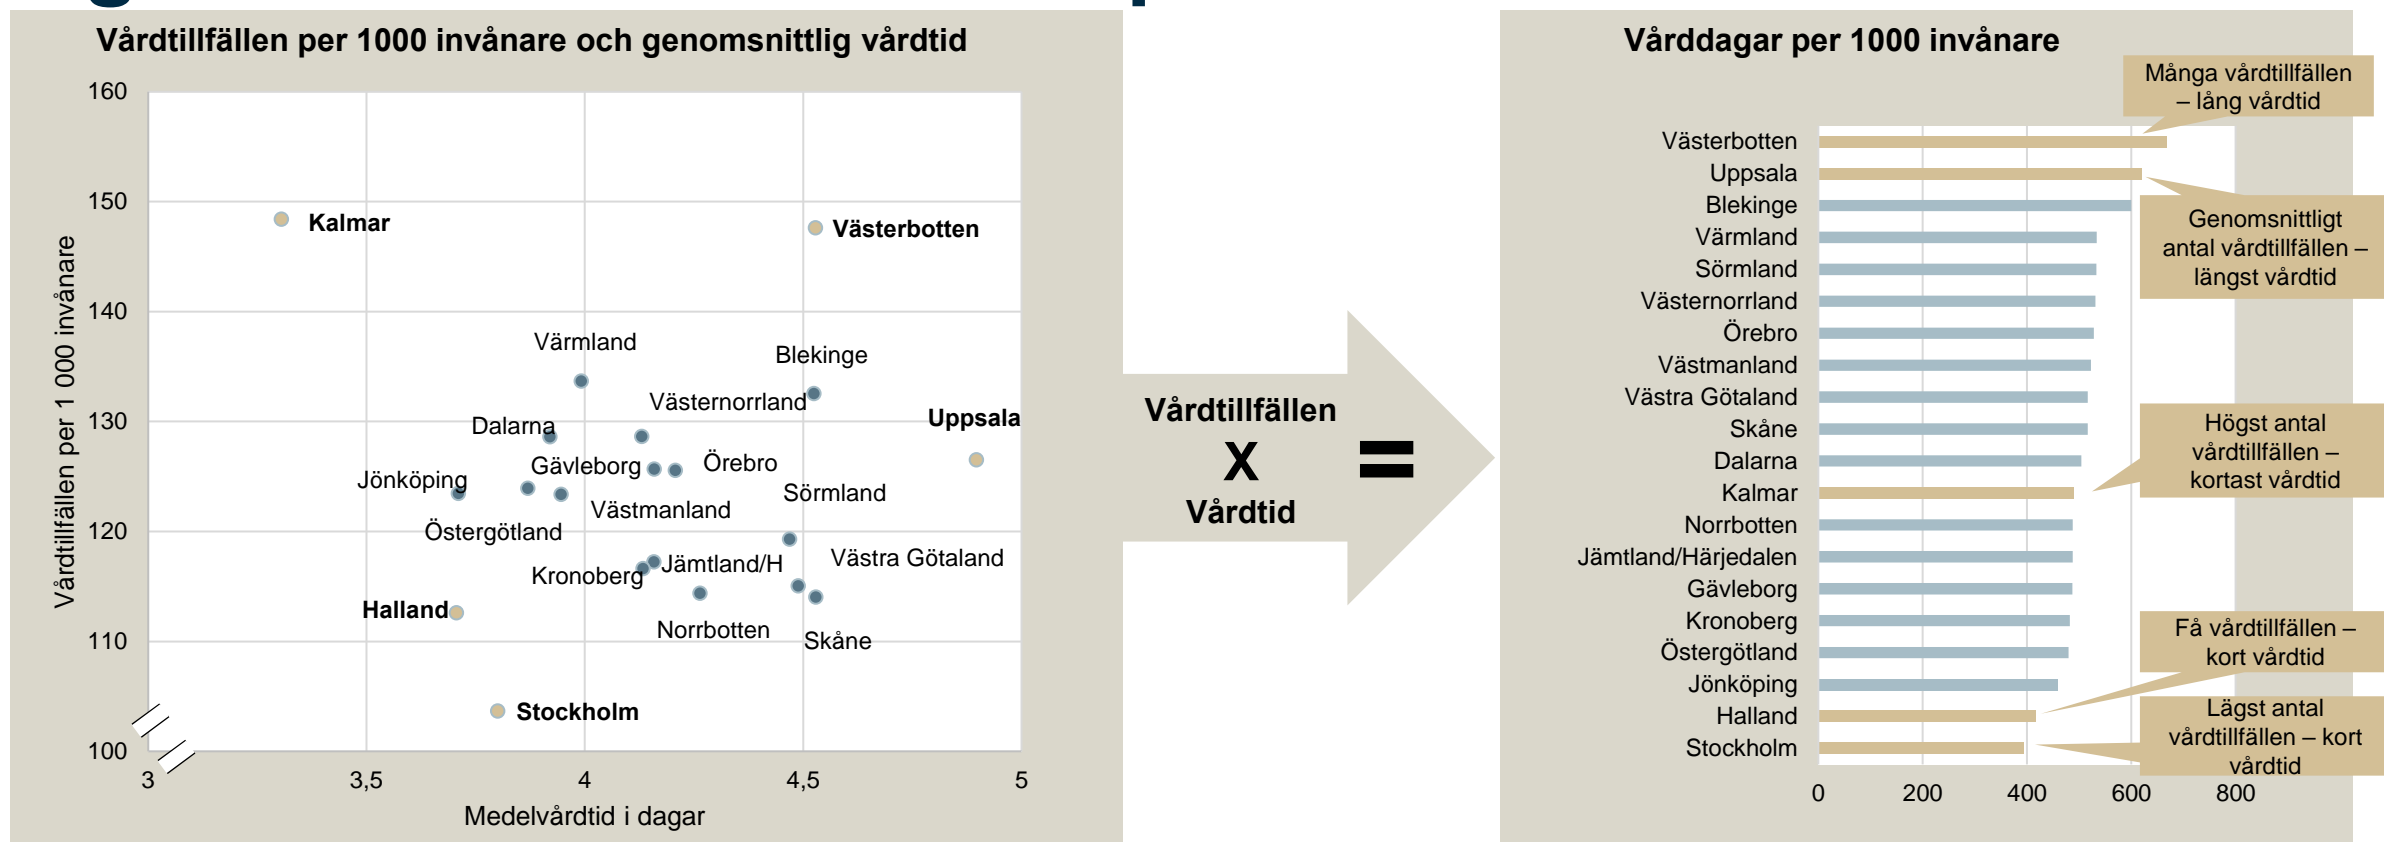 Vårdtillfällen per 1000 invånare och genomsnittlig vårdtid
Vårdtillfällen per 1 000 invånare
160
150
140
130
120
110
100
Kalmar
Västerbotten
Värmland
Blekinge
Västernorrland
Uppsala
Dalarna
Gävleborg
Örebro
Jönköping
Sörmland
Västmanland
Östergötland
Västra Götaland
Jämtland/H
Kronoberg
Halland
Norrbotten
Skåne
Stockholm
3
3,5
4
4,5
5
Medelvårdtid i dagar
Vårdtillfällen
X
Vårdtid
=
Vårddagar per 1000 invånare
Västerbotten
Uppsala
Blekinge
Värmland
Sörmland
Västernorrland
Örebro
Västmanland
Västra Götaland
Skåne
Dalarna
Kalmar
Norrbotten
Jämtland/Härjedalen
Gävleborg
Kronoberg
Östergötland
Jönköping
Halland
Stockholm
0
200
400
600
800
Många vårdtillfällen
– lång vårdtid
Genomsnittligt
antal vårdtillfällen –
längst vårdtid
Högst antal
vårdtillfällen –
kortast vårdtid
Få vårdtillfällen –
kort vårdtid
Lägst antal
vårdtillfällen – kort
vårdtid